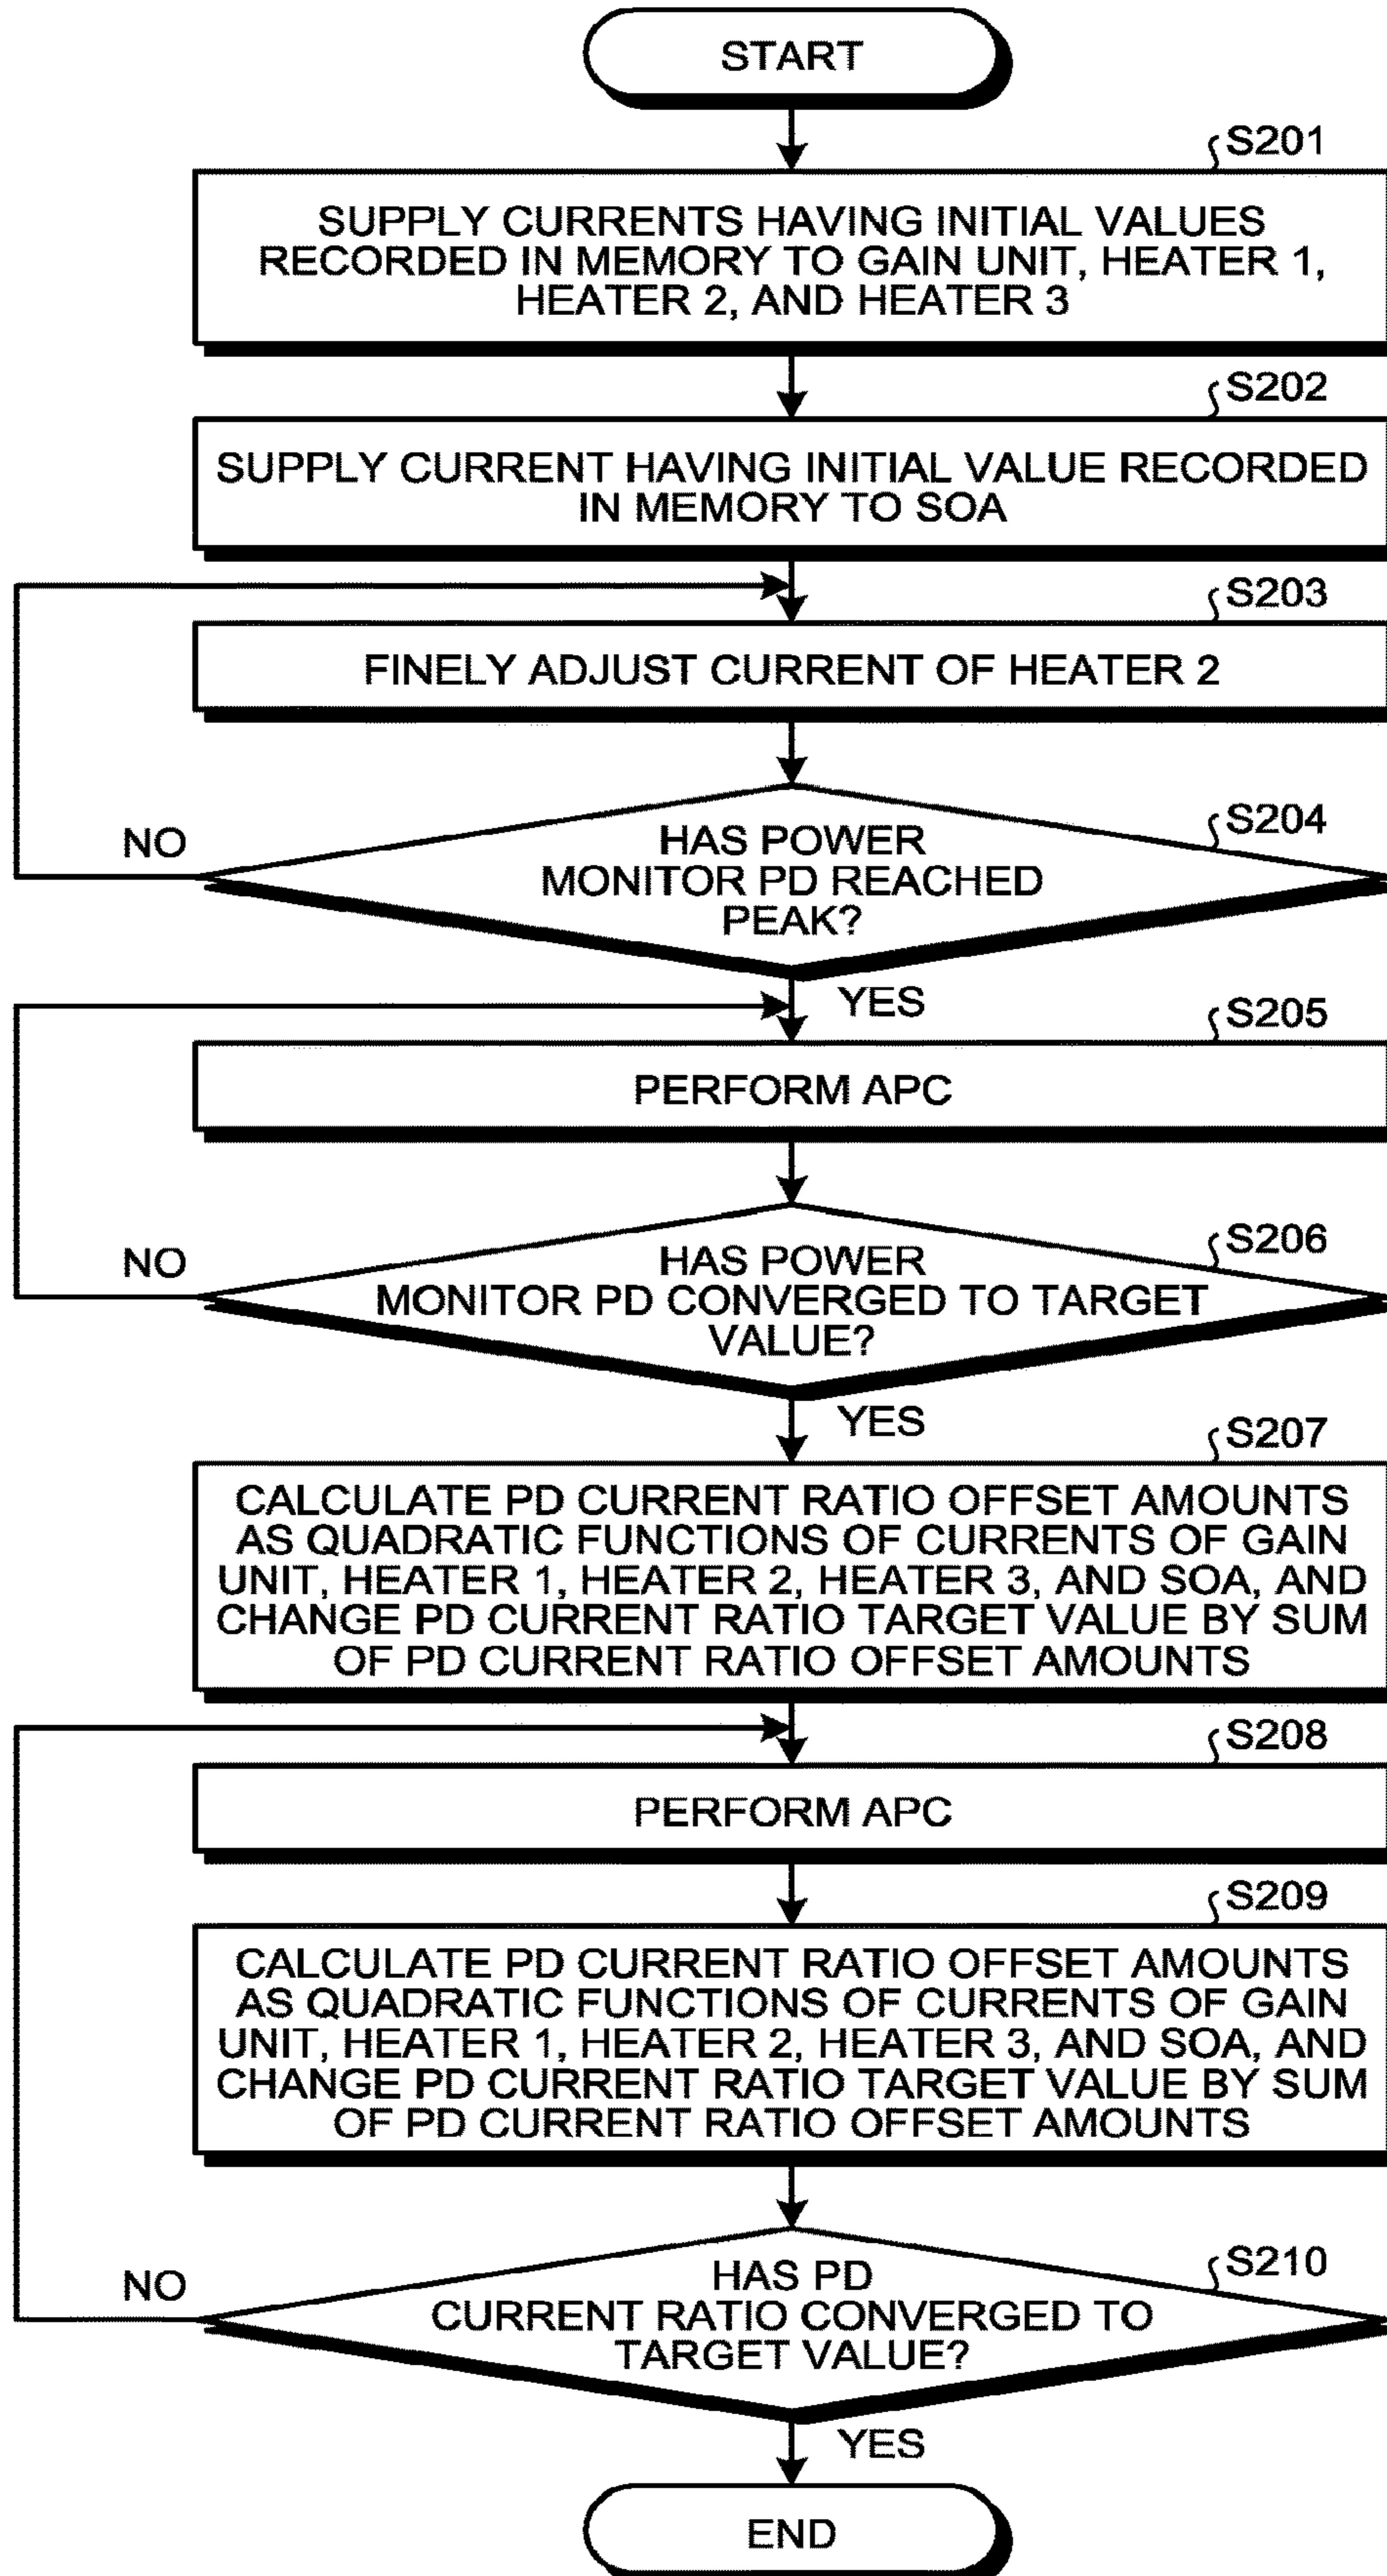 START
S201
SUPPLY CURRENTS HAVING INITIAL VALUES
RECORDED IN MEMORY TO GAIN UNIT, HEATER 1,
HEATER 2, AND HEATER 3
S202
SUPPLY CURRENT HAVING INITIAL VALUE RECORDED
IN MEMORY TO SOA
S203
FINELY ADJUST CURRENT OF HEATER 2
S204
NO
HAS POWER
MONITOR PD REACHED
PEAK?
YES
S205
PERFORM APC
S206
NO
HAS POWER
MONITOR PD CONVERGED TO TARGET
VALUE?
YES
S207
CALCULATE PD CURRENT RATIO OFFSET AMOUNTS
AS QUADRATIC FUNCTIONS OF CURRENTS OF GAIN
UNIT, HEATER 1, HEATER 2, HEATER 3, AND SOA, AND
CHANGE PD CURRENT RATIO TARGET VALUE BY SUM
OF PD CURRENT RATIO OFFSET AMOUNTS
S208
PERFORM APC
S209
CALCULATE PD CURRENT RATIO OFFSET AMOUNTS
AS QUADRATIC FUNCTIONS OF CURRENTS OF GAIN
UNIT, HEATER 1, HEATER 2, HEATER 3, AND SOA, AND
CHANGE PD CURRENT RATIO TARGET VALUE BY SUM
OF PD CURRENT RATIO OFFSET AMOUNTS
S210
NO
HAS PD
CURRENT RATIO CONVERGED TO
TARGET VALUE?
YES
END